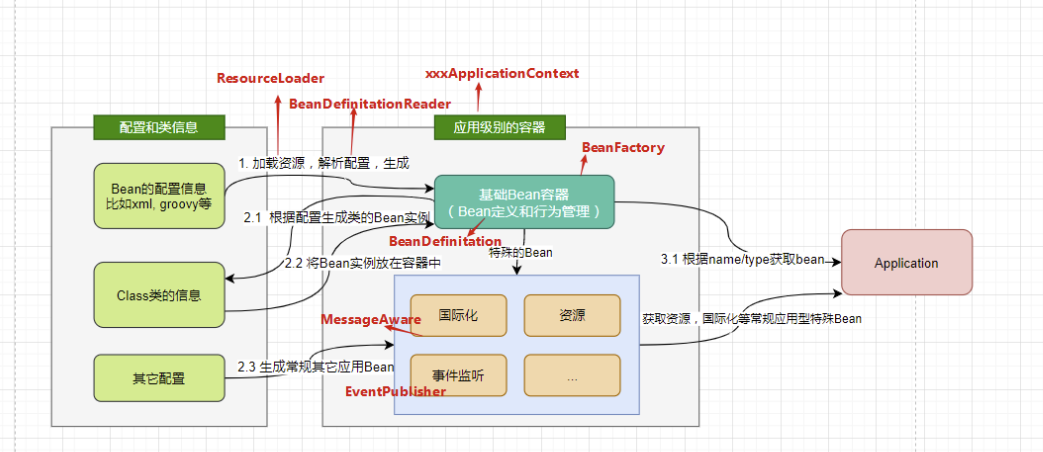 xxxApplicationContext
ResourceLoader
BeanDefinitationReader
配置和类信息
应用级别的容器
BeanFactory
1. 加载资源，解析配置，生成
Bean的配置信息
比如xml, groovy等
基础Bean容器
（ Bean定义和行为管理 ）
2.1 根据配置生成类的Bean实例
BeanDefinitation
特殊的Bean
2.2 将Bean实例放在容器中
3.1 根据name/type获取bean
Application
Class类的信息
国际化
资源
MessageAware
获取资源，国际化等常规应用型特殊Bean
2.3 生成常规其它应用Bean
其它配置
事件监听
...
EventPublisher